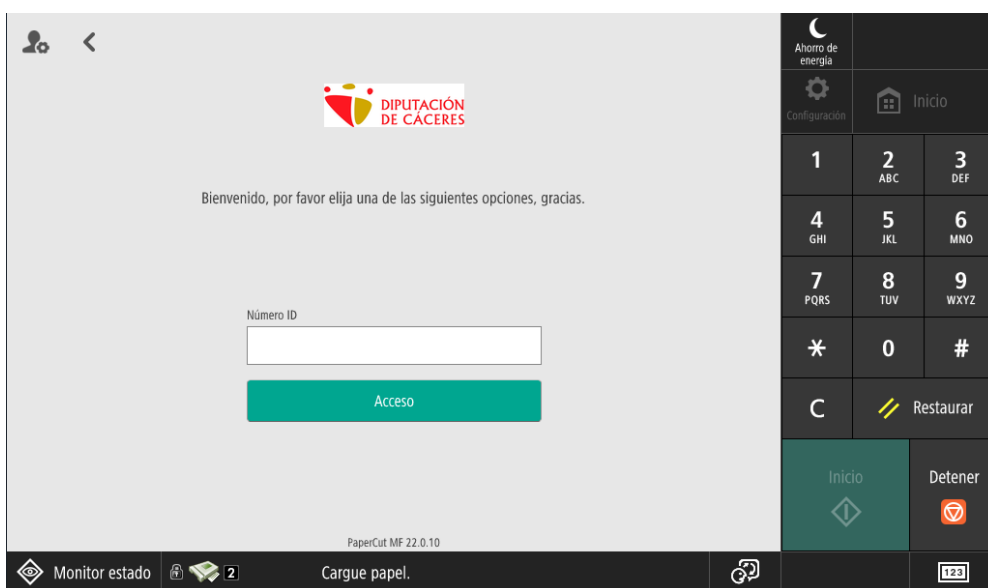 DIPUTACIÓN
DE CÁCERES
Bienvenido, por favor elija una de las siguientes opciones, gracias.
Número ID
Acceso
PaperCut MF 22.0.10
Ahorro de
energía
Configuración
Inicio
1
2
ABC
3
DEF
4
GHI
5
JKL
6
MNO
7
PQRS
8
TUV
9
WXYZ
*
0
#
C
Restaurar
Inicio
Detener
Monitor estado
2
Cargue papel.
123